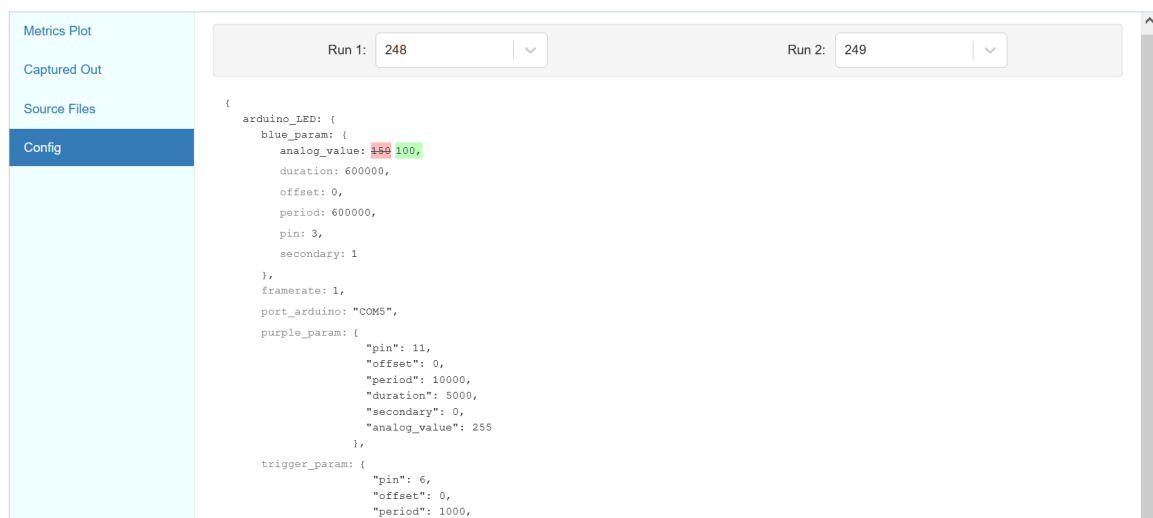 Metrics Plot
Captured Out
Source Files
Config
Run 1: 248
Run 2: 249
{
arduino_LED: {
blue_param: {
analog_value: 150 100,
duration: 600000,
offset: 0,
period: 600000,
pin: 3,
secondary: 1
},
framerate: 1,
port_arduino: "COM5",
purple_param: {
"pin": 11,
"offset": 0,
"period": 10000,
"duration": 5000,
"secondary": 0,
"analog_value": 255
},
trigger_param: {
"pin": 6,
"offset": 0,
"period": 1000,